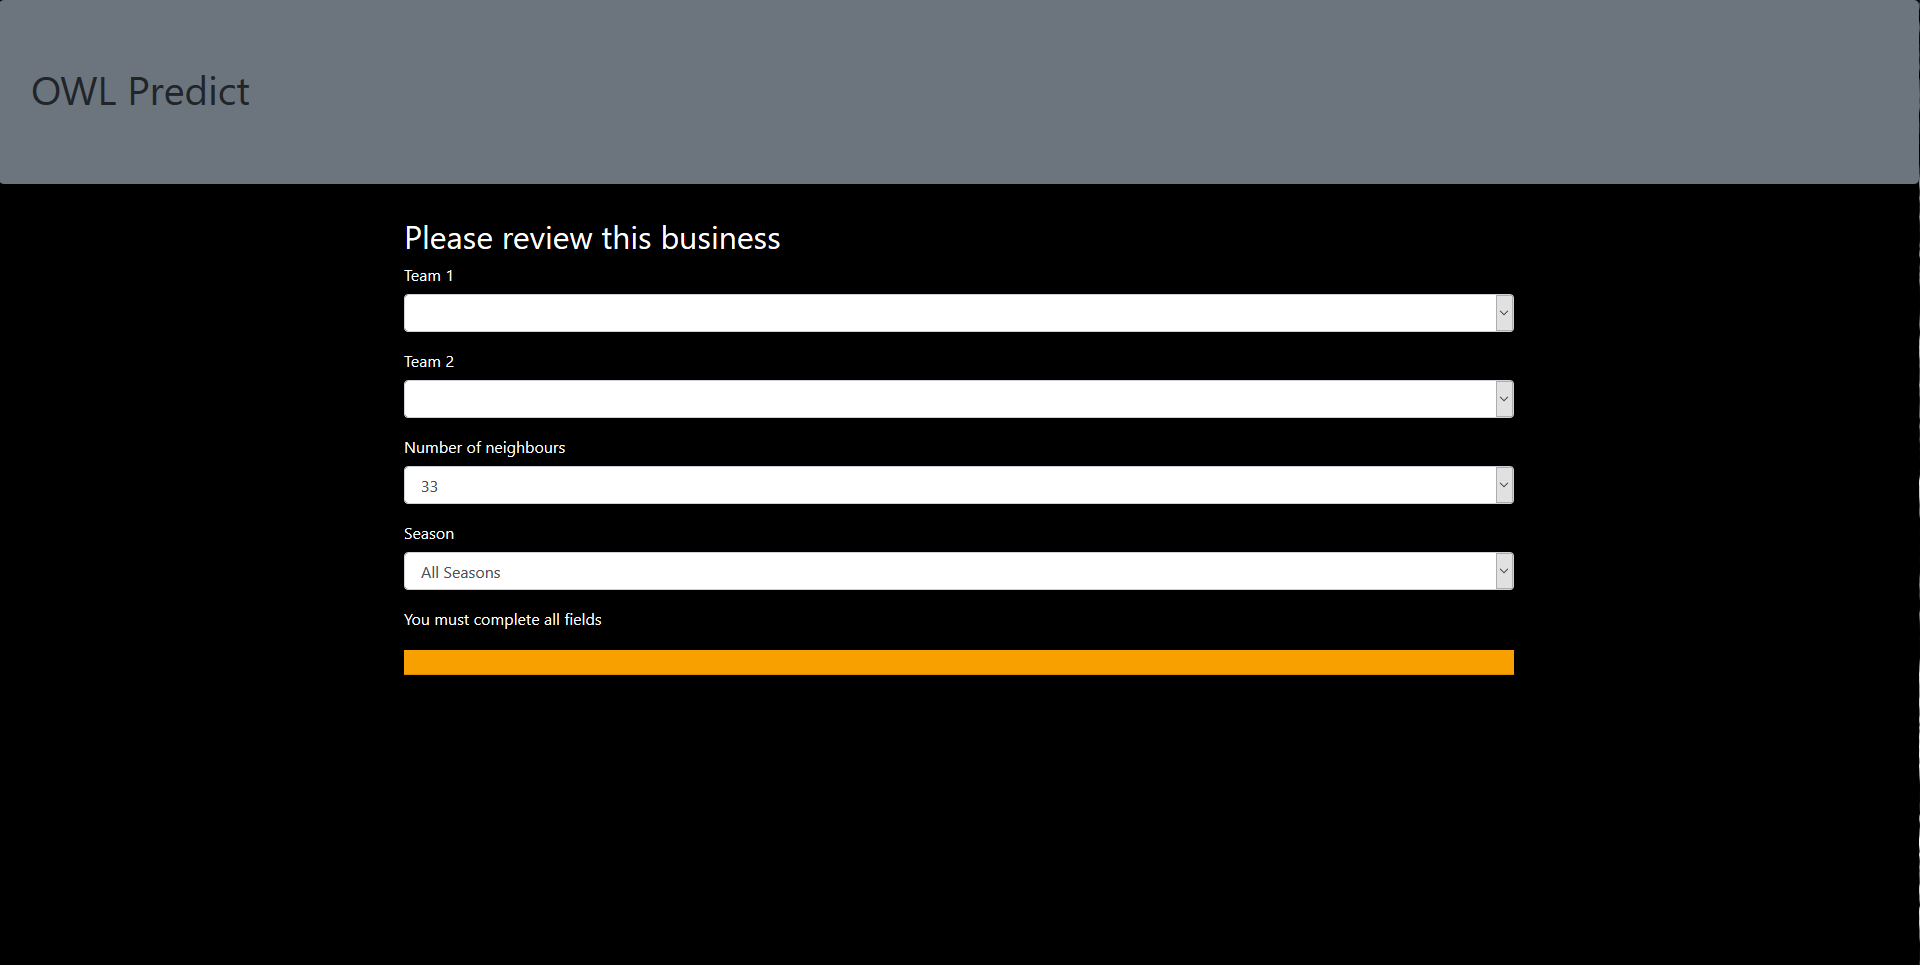 OWL Predict
Please review this business
Team 1
Team 2
Number of neighbours
33
Season
All Seasons
You must complete all fields